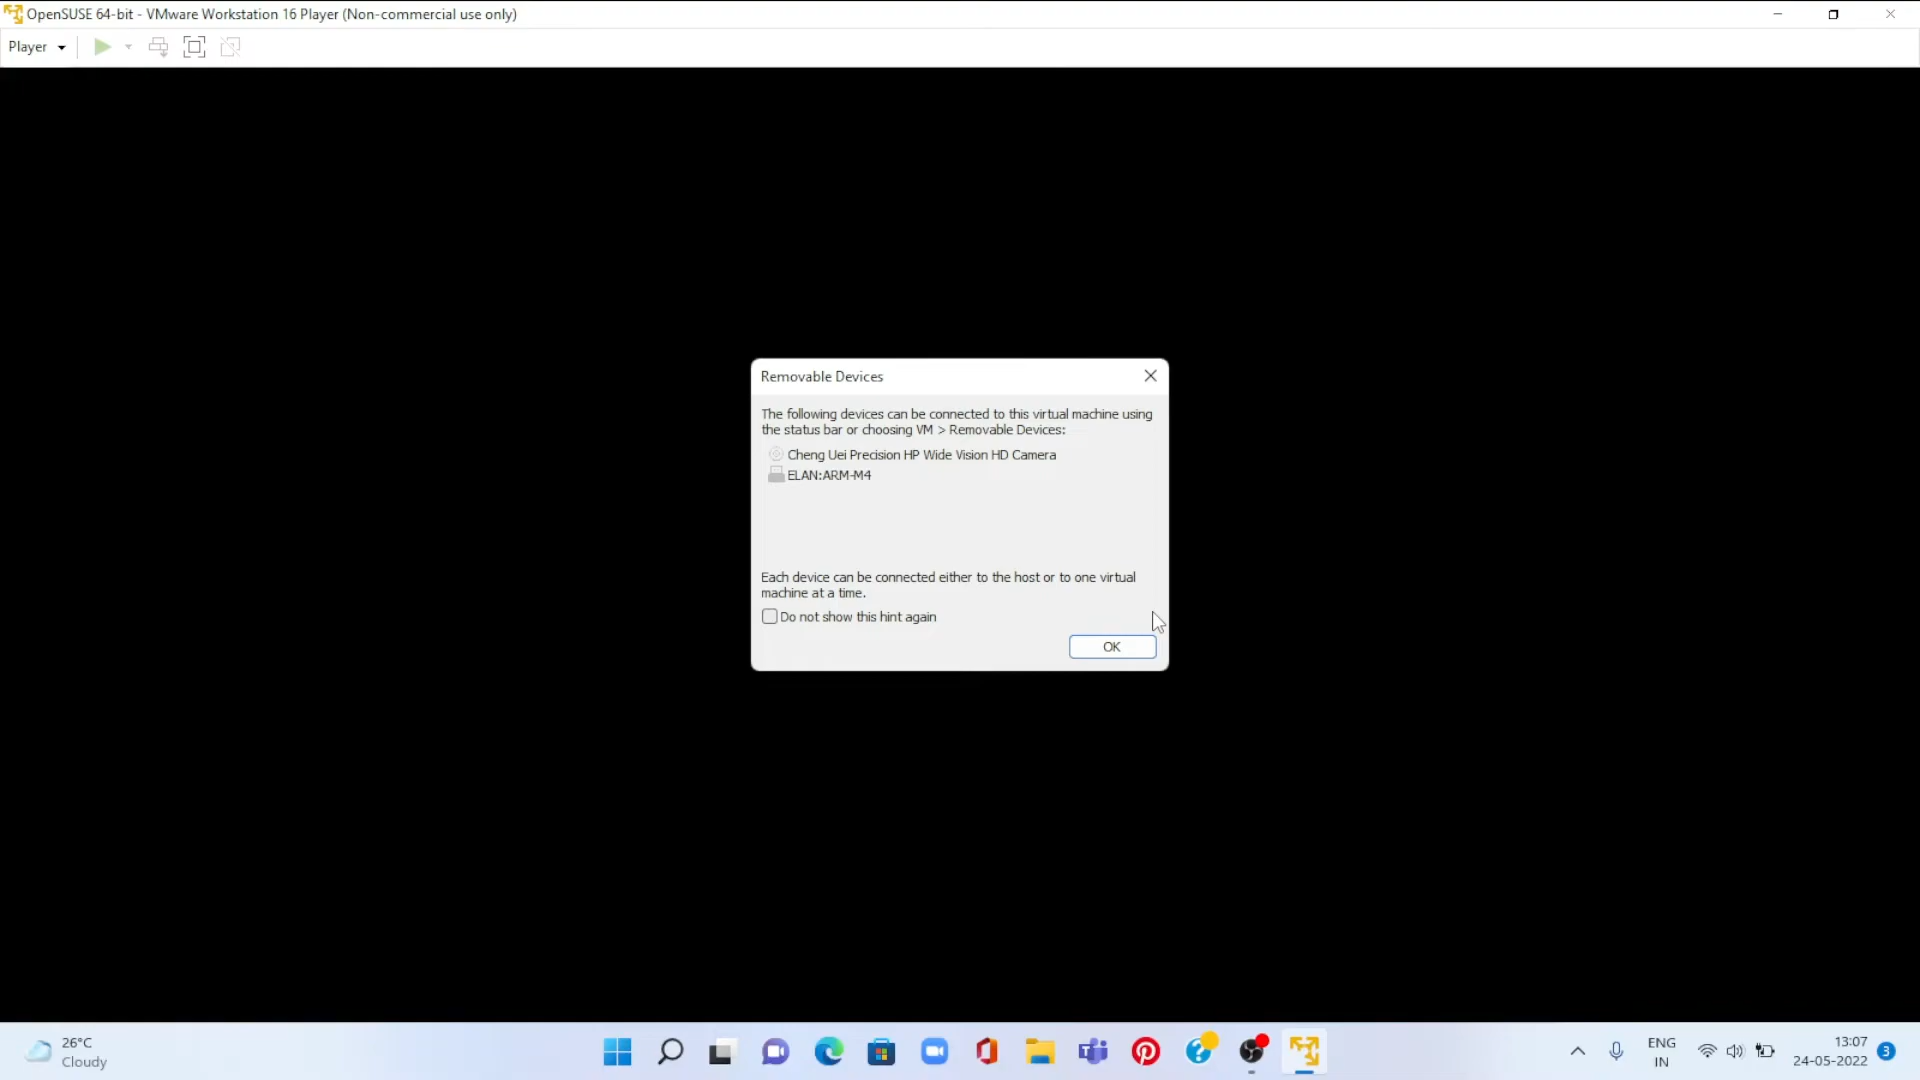 OpenSUSE 64-bit - VMware Workstation 16 Player (Non-commercial use only)
Player
Removable Devices
The following devices can be connected to this virtual machine using
the status bar or choosing VM > Removable Devices:
Cheng Uei Precision HP Wide Vision HD Camera
ELAN:ARM-M4
Each device can be connected either to the host or to one virtual
machine at a time.
Do not show this hint again
OK
26°C
Cloudy
ENG
IN
13:07
24-05-2022
3